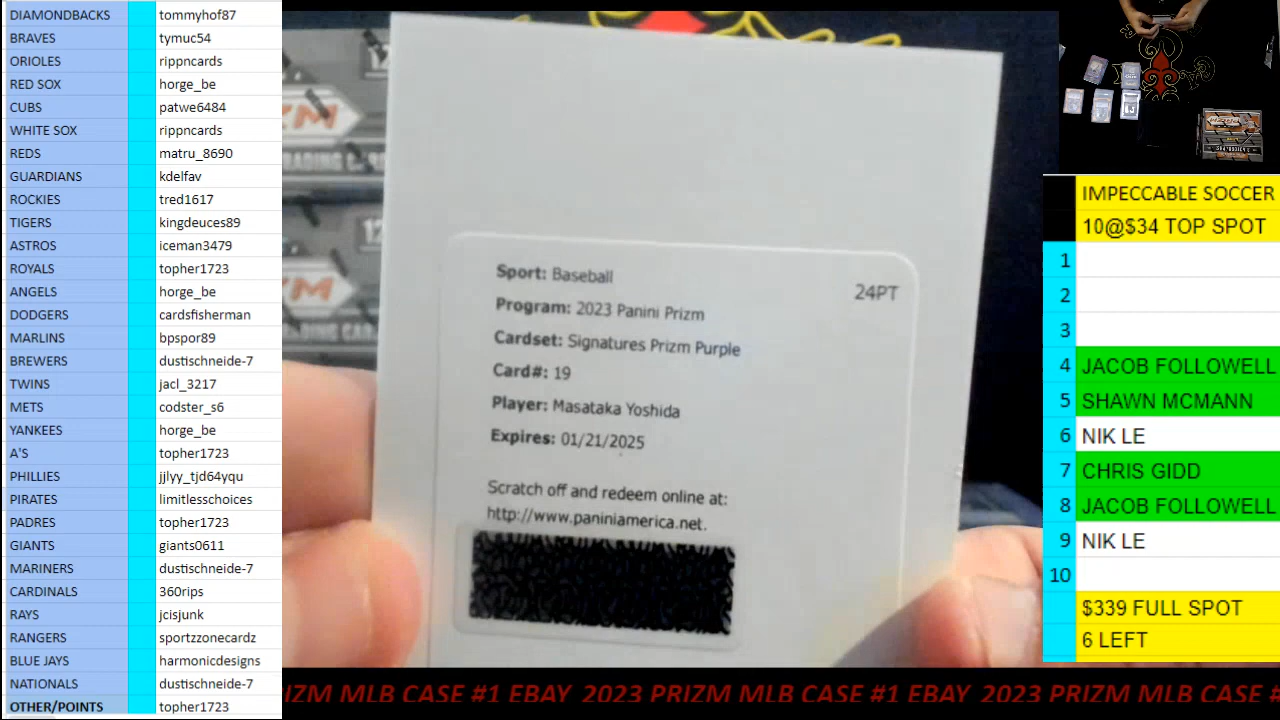 DIAMONDBACKS tommyhof87
BRAVES tymuc54
ORIOLES rippncards
RED SOX horge_be
CUBS patwe6484
WHITE SOX rippncards
REDS matru_8690
GUARDIANS kdelfav
ROCKIES tred1617
TIGERS kingdeuces89
ASTROS iceman3479
ROYALS topher1723
ANGELS horge_be
DODGERS cardsfisherman
MARLINS bpspor89
BREWERS dustischneide-7
TWINS jacl_3217
METS codster_s6
YANKEES horge_be
A'S topher1723
PHILLIES jjlyy_tjd64yqu
PIRATES limitlesschoices
PADRES topher1723
GIANTS giants0611
MARINERS dustischneide-7
CARDINALS 360rips
RAYS jcisjunk
RANGERS sportzzonecardz
BLUE JAYS harmonicdesigns
NATIONALS dustischneide-7
OTHER/POINTS topher1723
Sport: Baseball
24PT
Program: 2023 Panini Prizm
Cardset: Signatures Prizm Purple
Card#: 19
Player: Masataka Yoshida
Expires: 01/21/2025
Scratch off and redeem online at:
http://www.paniniamerica.net.
IMPECCABLE SOCCER
10@$34 TOP SPOT
1
2
3
4 JACOB FOLLOWELL
5 SHAWN MCMANN
6 NIK LE
7 CHRIS GIDD
8 JACOB FOLLOWELL
9 NIK LE
10
$339 FULL SPOT
6 LEFT
IZM MLB CASE #1 EBAY 2023 PRIZM MLB CASE #1 EBAY 2023 PRIZM MLB CASE #